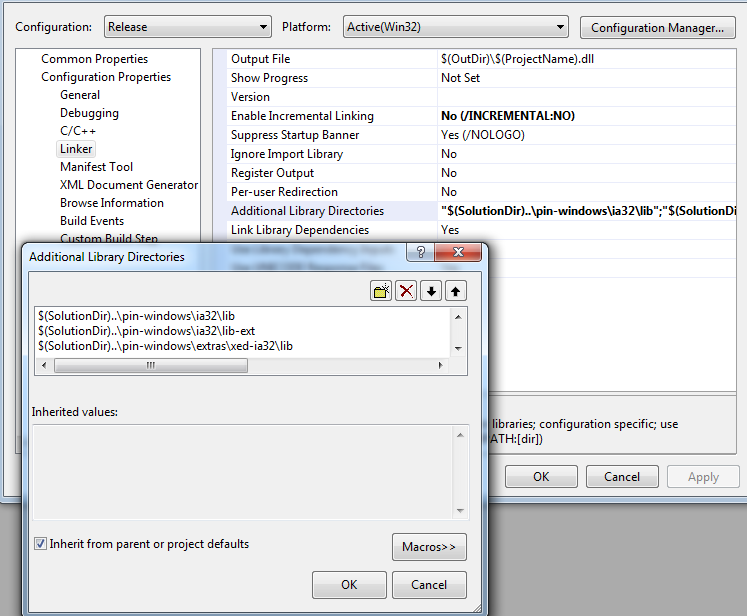 Configuration: Release Platform: Active(Win32) Configuration Manager...
Common Properties
Configuration Properties
General
Debugging
C/C++
Linker
Manifest Tool
XML Document Generator
Browse Information
Build Events
Custom Build Step
Output File $(OutDir)\$(ProjectName).dll
Show Progress Not Set
Version
Enable Incremental Linking No (/INCREMENTAL:NO)
Suppress Startup Banner Yes (/NOLOGO)
Ignore Import Library No
Register Output No
Per-user Redirection No
Additional Library Directories "$(SolutionDir)..\pin-windows\ia32\lib";"$(SolutionDi
Link Library Dependencies Yes
libraries; configuration specific; use
ATH:[dir])
OK Cancel Apply
Additional Library Directories
$(SolutionDir)..\pin-windows\ia32\lib
$(SolutionDir)..\pin-windows\ia32\lib-ext
$(SolutionDir)..\pin-windows\extras\xed-ia32\lib
Inherited values:
Inherit from parent or project defaults
Macros>>
OK Cancel